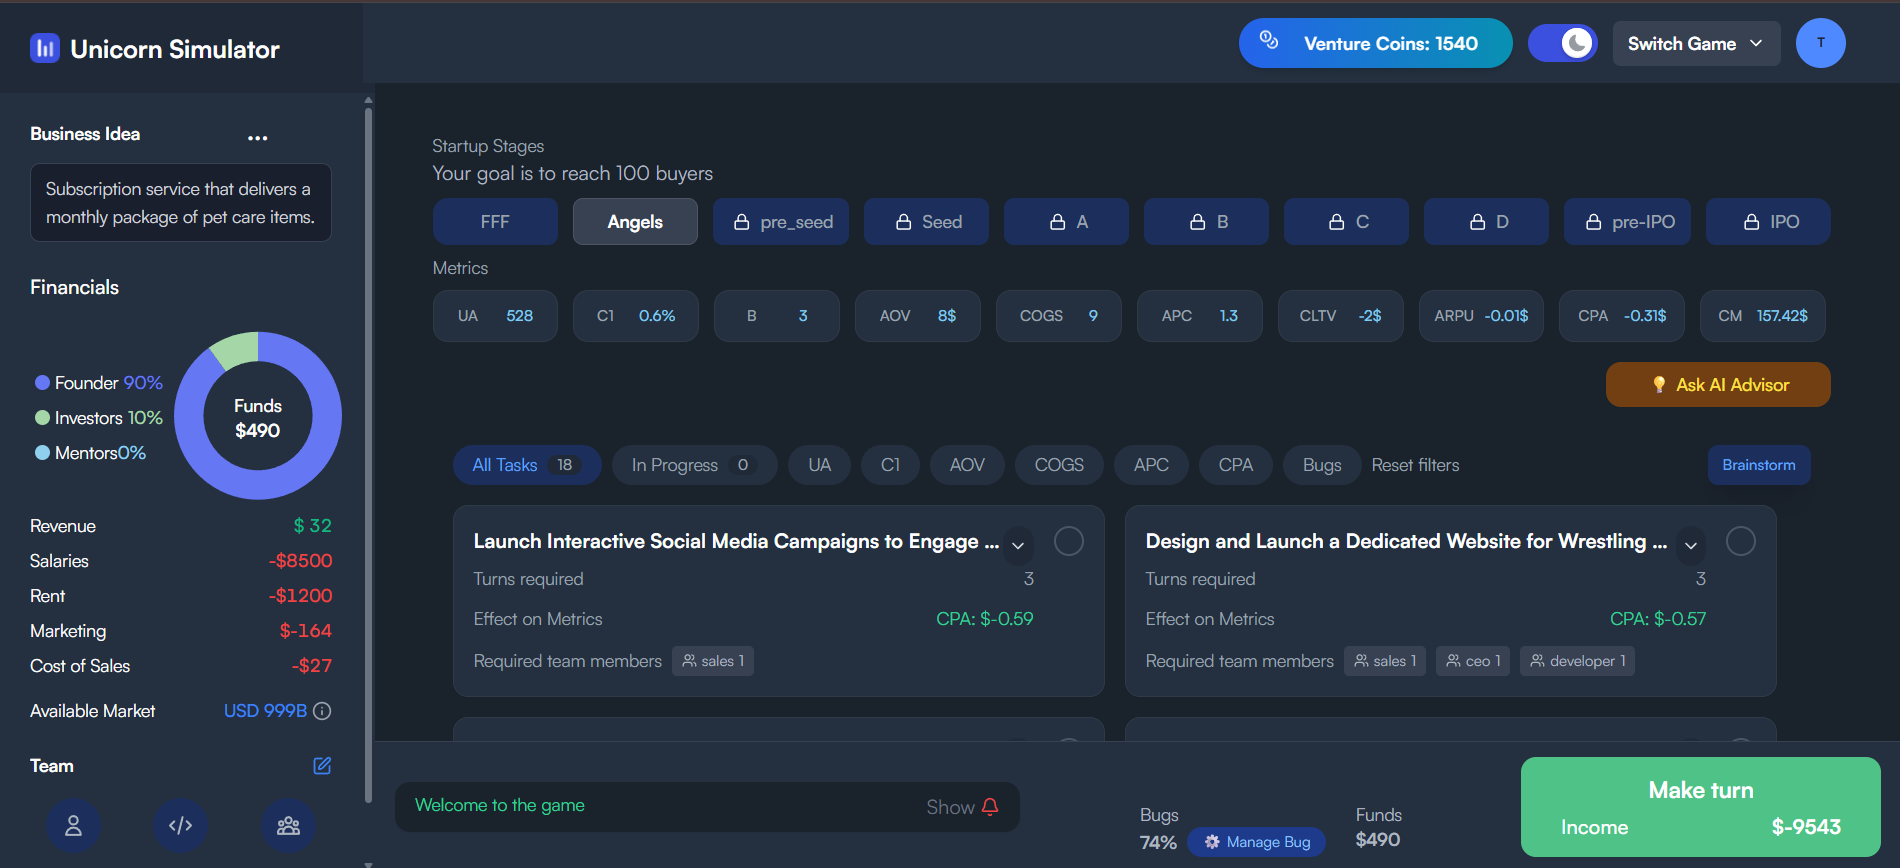 Unicorn Simulator
Venture Coins: 1540
Switch Game
T
Business Idea
...
Subscription service that delivers a
monthly package of pet care items.
Financials
Founder 90%
Investors 10%
Mentors0%
Funds
$490
Revenue $ 32
Salaries -$8500
Rent -$1200
Marketing $-164
Cost of Sales -$27
Available Market USD 999B
Team
Startup Stages
Your goal is to reach 100 buyers
FFF Angels pre_seed Seed A B C D pre-IPO IPO
Metrics
UA 528 C1 0.6% B 3 AOV 8$ COGS 9 APC 1.3 CLTV -2$ ARPU -0.01$ CPA -0.31$ CM 157.42$
Ask AI Advisor
All Tasks 18 In Progress 0 UA C1 AOV COGS APC CPA Bugs Reset filters Brainstorm
Launch Interactive Social Media Campaigns to Engage ...
Turns required 3
Effect on Metrics CPA: $-0.59
Required team members sales 1
Design and Launch a Dedicated Website for Wrestling ...
Turns required 3
Effect on Metrics CPA: $-0.57
Required team members sales 1 ceo 1 developer 1
Welcome to the game Show
Bugs
74% Manage Bug
Funds
$490
Make turn
Income $-9543